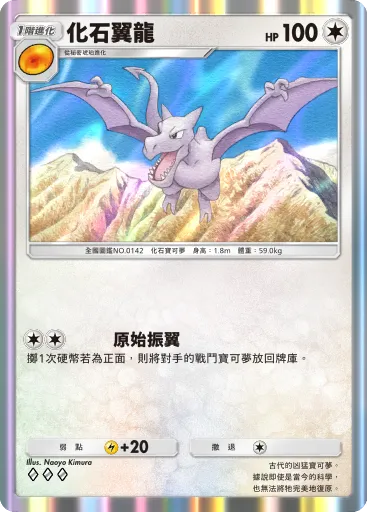 1階進化 化石翼龍 HP 100
從秘密琥珀進化
全國圖鑑NO.0142 化石寶可夢 身高：1.8m 體重：59.0kg
原始振翼
擲1次硬幣若為正面，則將對手的戰鬥寶可夢放回牌庫。
弱點 +20 撤退
Illus. Naoyo Kimura
古代的凶猛寶可夢。
據說即使是當今的科學，
也無法將牠完美地復原。